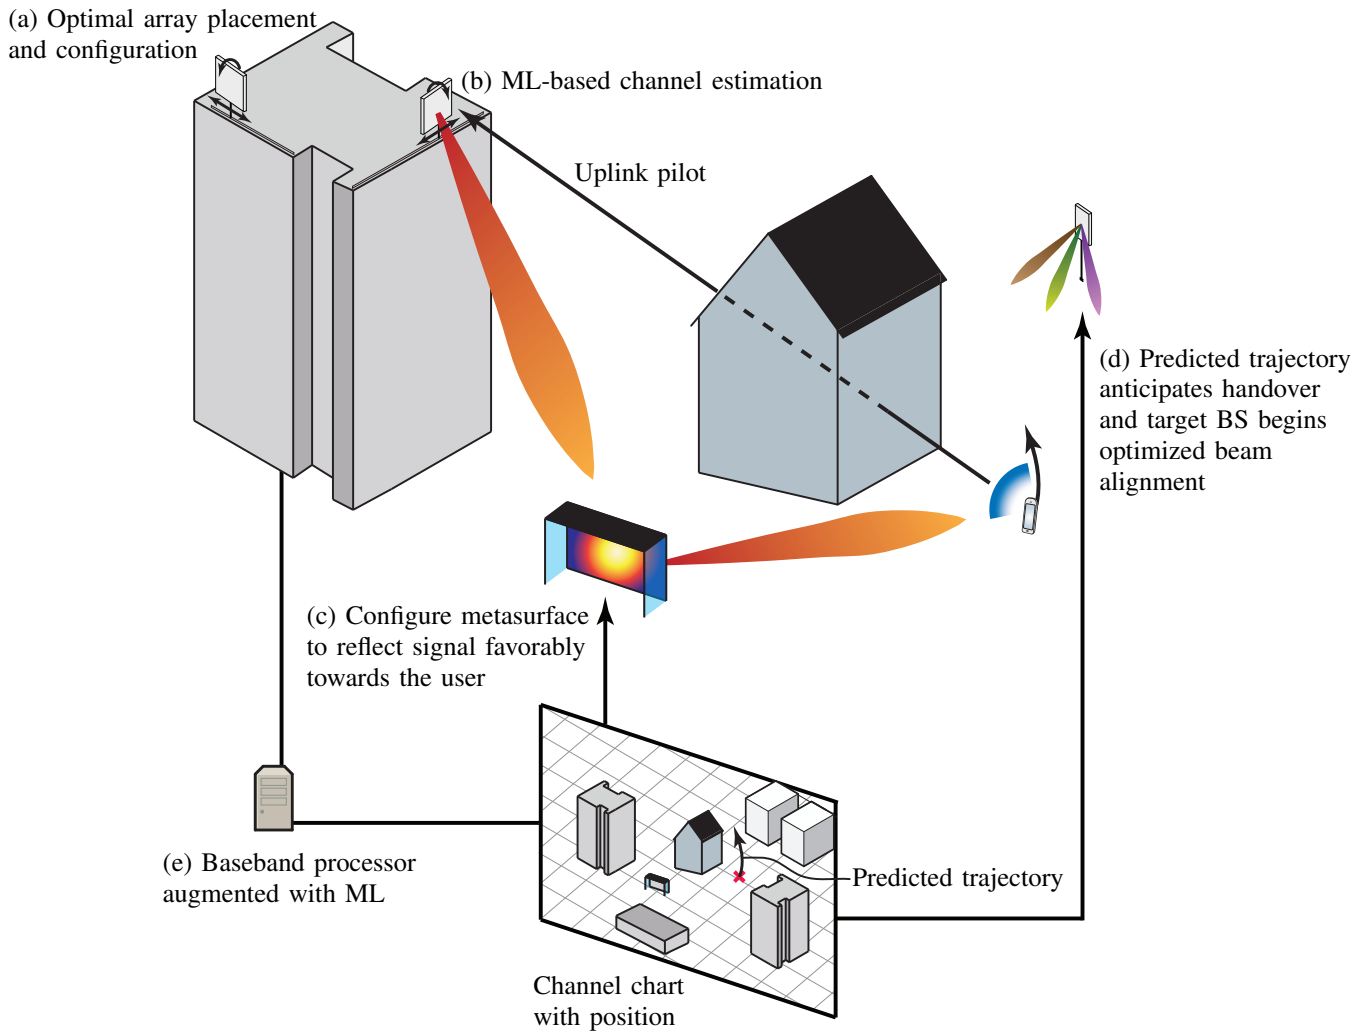 (a) Optimal array placement
and configuration
(b) ML-based channel estimation
Uplink pilot
(d) Predicted trajectory
anticipates handover
and target BS begins
optimized beam
alignment
(c) Configure metasurface
to reflect signal favorably
towards the user
(e) Baseband processor
augmented with ML
Predicted trajectory
Channel chart
with position